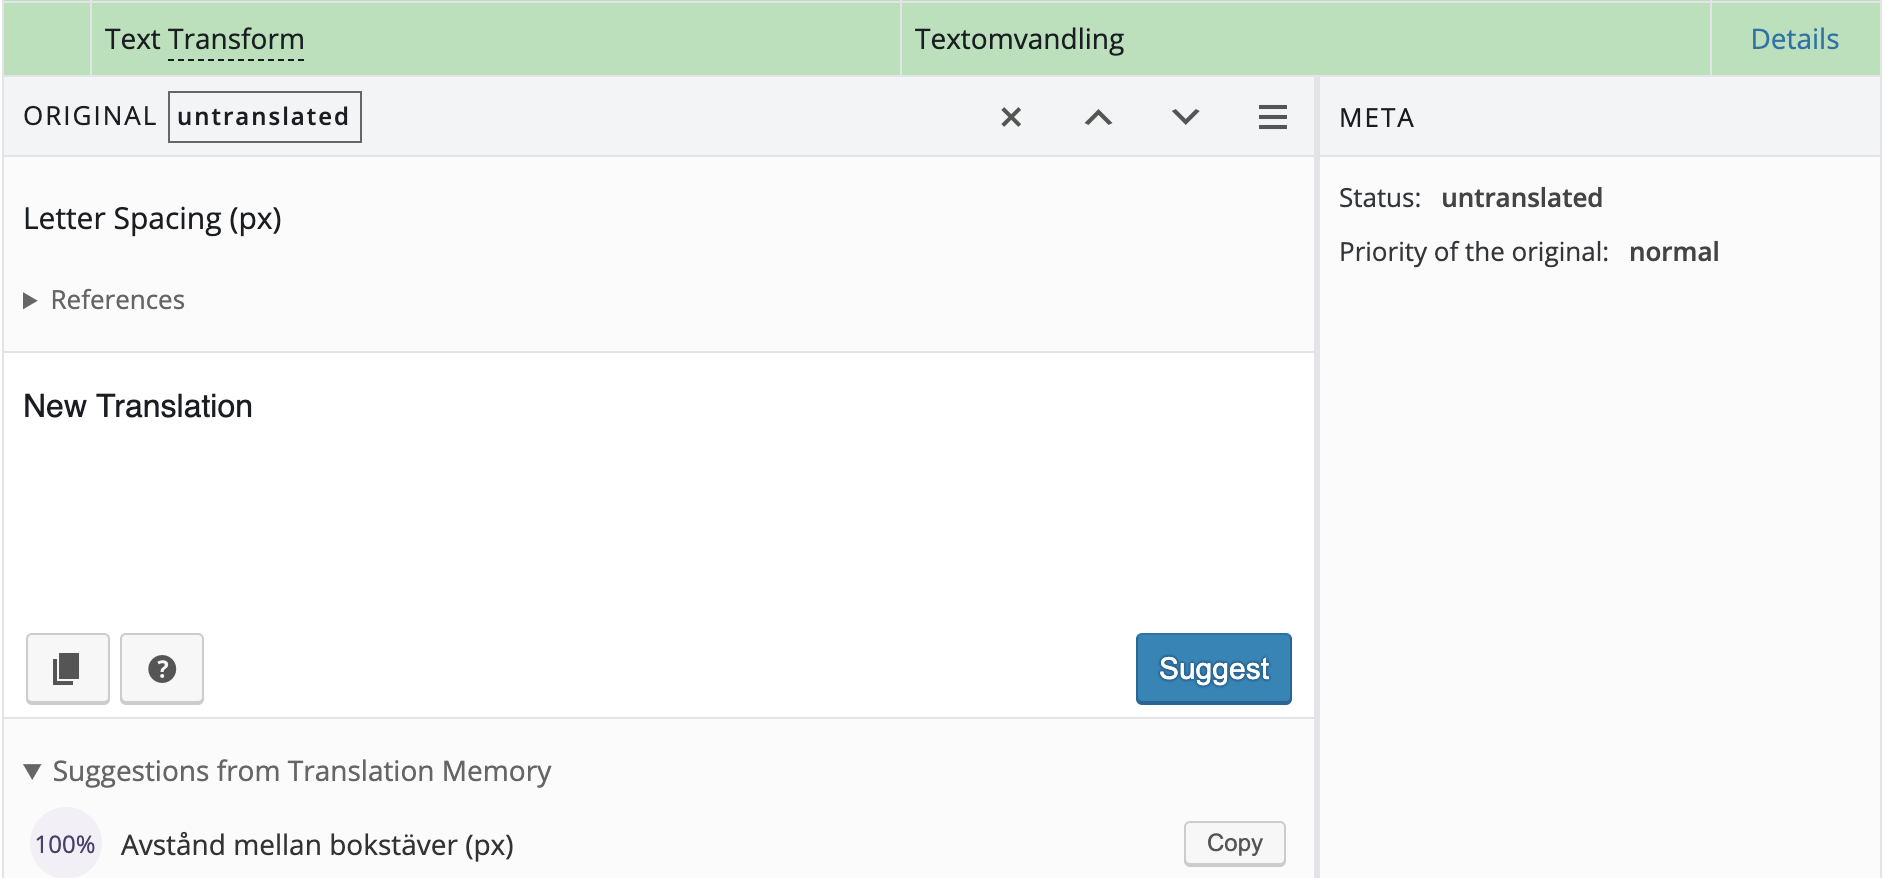 Text Transform
Textomvandling
Details
ORIGINAL untranslated
META
Letter Spacing (px)
Status: untranslated
Priority of the original: normal
References
New Translation
Suggest
Suggestions from Translation Memory
100% Avstånd mellan bokstäver (px)
Copy